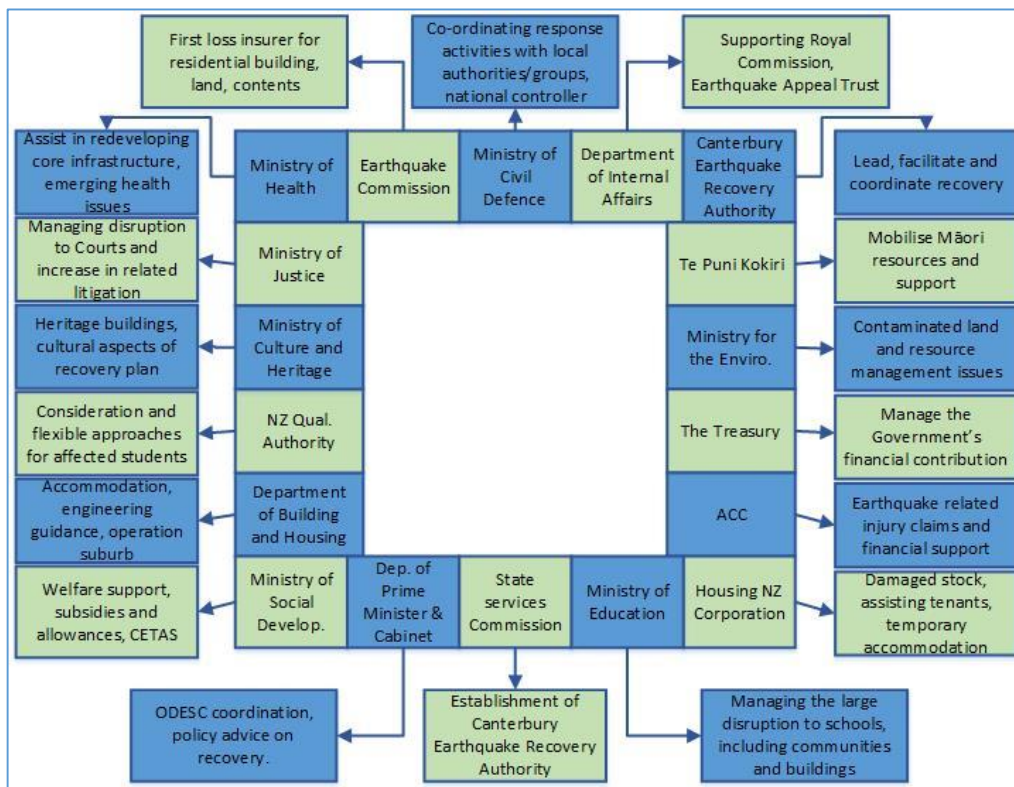 First loss insurer for
residential building,
land, contents
Co-ordinating response
activities with local
authorities/groups,
national controller
Supporting Royal
Commission,
Earthquake Appeal Trust
Assist in redeveloping
core infrastructure,
emerging health
issues
Ministry of
Health
Earthquake
Commission
Ministry of
Civil
Defence
Department
of Internal
Affairs
Canterbury
Earthquake
Recovery
Authority
Lead, facilitate and
coordinate recovery
Managing disruption
to Courts and
increase in related
litigation
Ministry of
Justice
Te Puni Kokiri
Mobilise Māori
resources and
support
Heritage buildings,
cultural aspects of
recovery plan
Ministry of
Culture and
Heritage
Ministry for
the Enviro.
Contaminated land
and resource
management issues
Consideration and
flexible approaches
for affected students
NZ Qual.
Authority
The Treasury
Manage the
Government's
financial contribution
Accommodation,
engineering
guidance, operation
suburb
Department
of Building
and Housing
ACC
Earthquake related
injury claims and
financial support
Welfare support,
subsidies and
allowances, CETAS
Ministry of
Social
Develop.
Dep. of
Prime
Minister &
Cabinet
State
services
Commission
Ministry of
Education
Housing NZ
Corporation
Damaged stock,
assisting tenants,
temporary
accommodation
ODESC coordination,
policy advice on
recovery.
Establishment of
Canterbury
Earthquake Recovery
Authority
Managing the large
disruption to schools,
including communities
and buildings